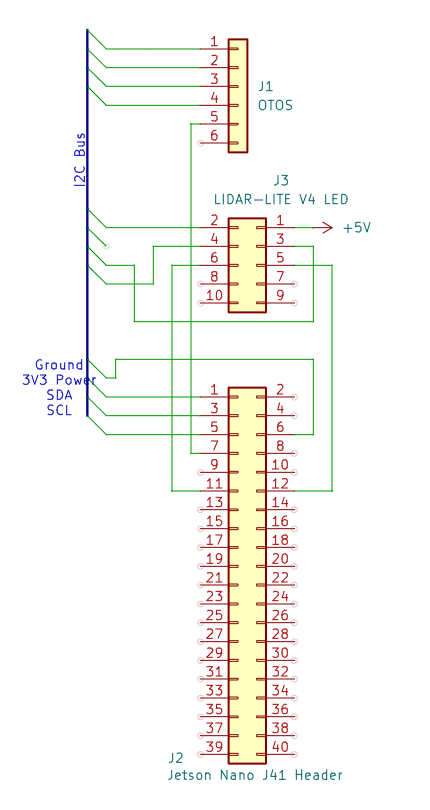 1
2
3
4
5
6
J1
OTOS
I2C Bus
J3
LIDAR-LITE V4 LED
2 1
4 3
6 5
8 7
10 9
+5V
Ground
3V3 Power
SDA
SCL
1 2
3 4
5 6
7 8
9 10
11 12
13 14
15 16
17 18
19 20
21 22
23 24
25 26
27 28
29 30
31 32
33 34
35 36
37 38
39 40
J2
Jetson Nano J41 Header